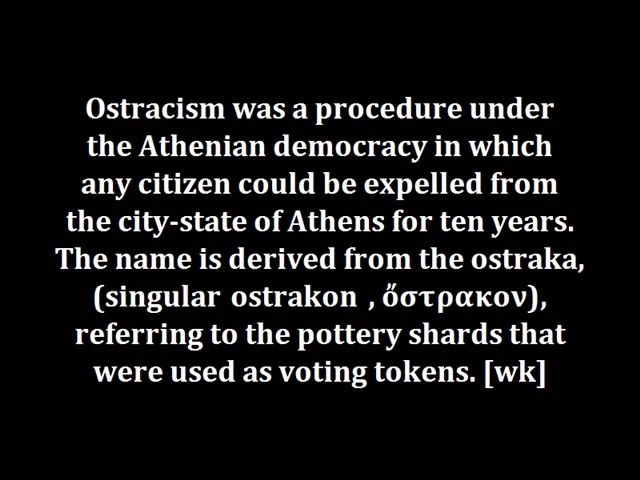 Ostracism was a procedure under
the Athenian democracy in which
any citizen could be expelled from
the city-state of Athens for ten years.
The name is derived from the ostraka,
(singular ostrakon , ὄστρακον),
referring to the pottery shards that
were used as voting tokens. [wk]